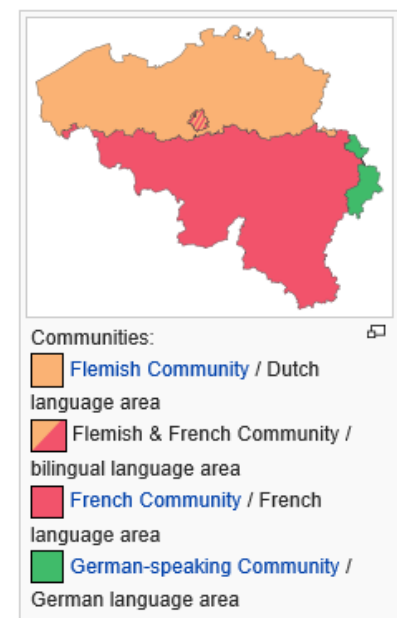 Communities:
Flemish Community / Dutch
language area
Flemish & French Community /
bilingual language area
French Community / French
language area
German-speaking Community /
German language area